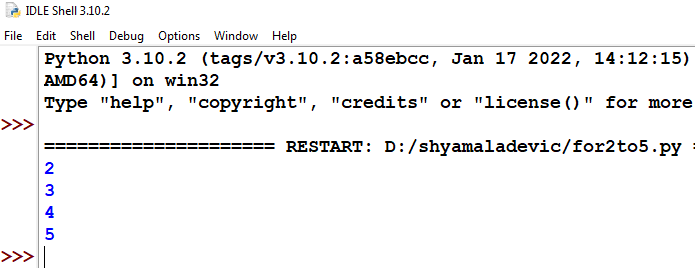 IDLE Shell 3.10.2
File Edit Shell Debug Options Window Help
Python 3.10.2 (tags/v3.10.2:a58ebcc, Jan 17 2022, 14:12:15)
AMD64)] on win32
Type "help", "copyright", "credits" or "license()" for more
>>>
===================== RESTART: D:/shyamaladevic/for2to5.py =
2
3
4
5
>>>